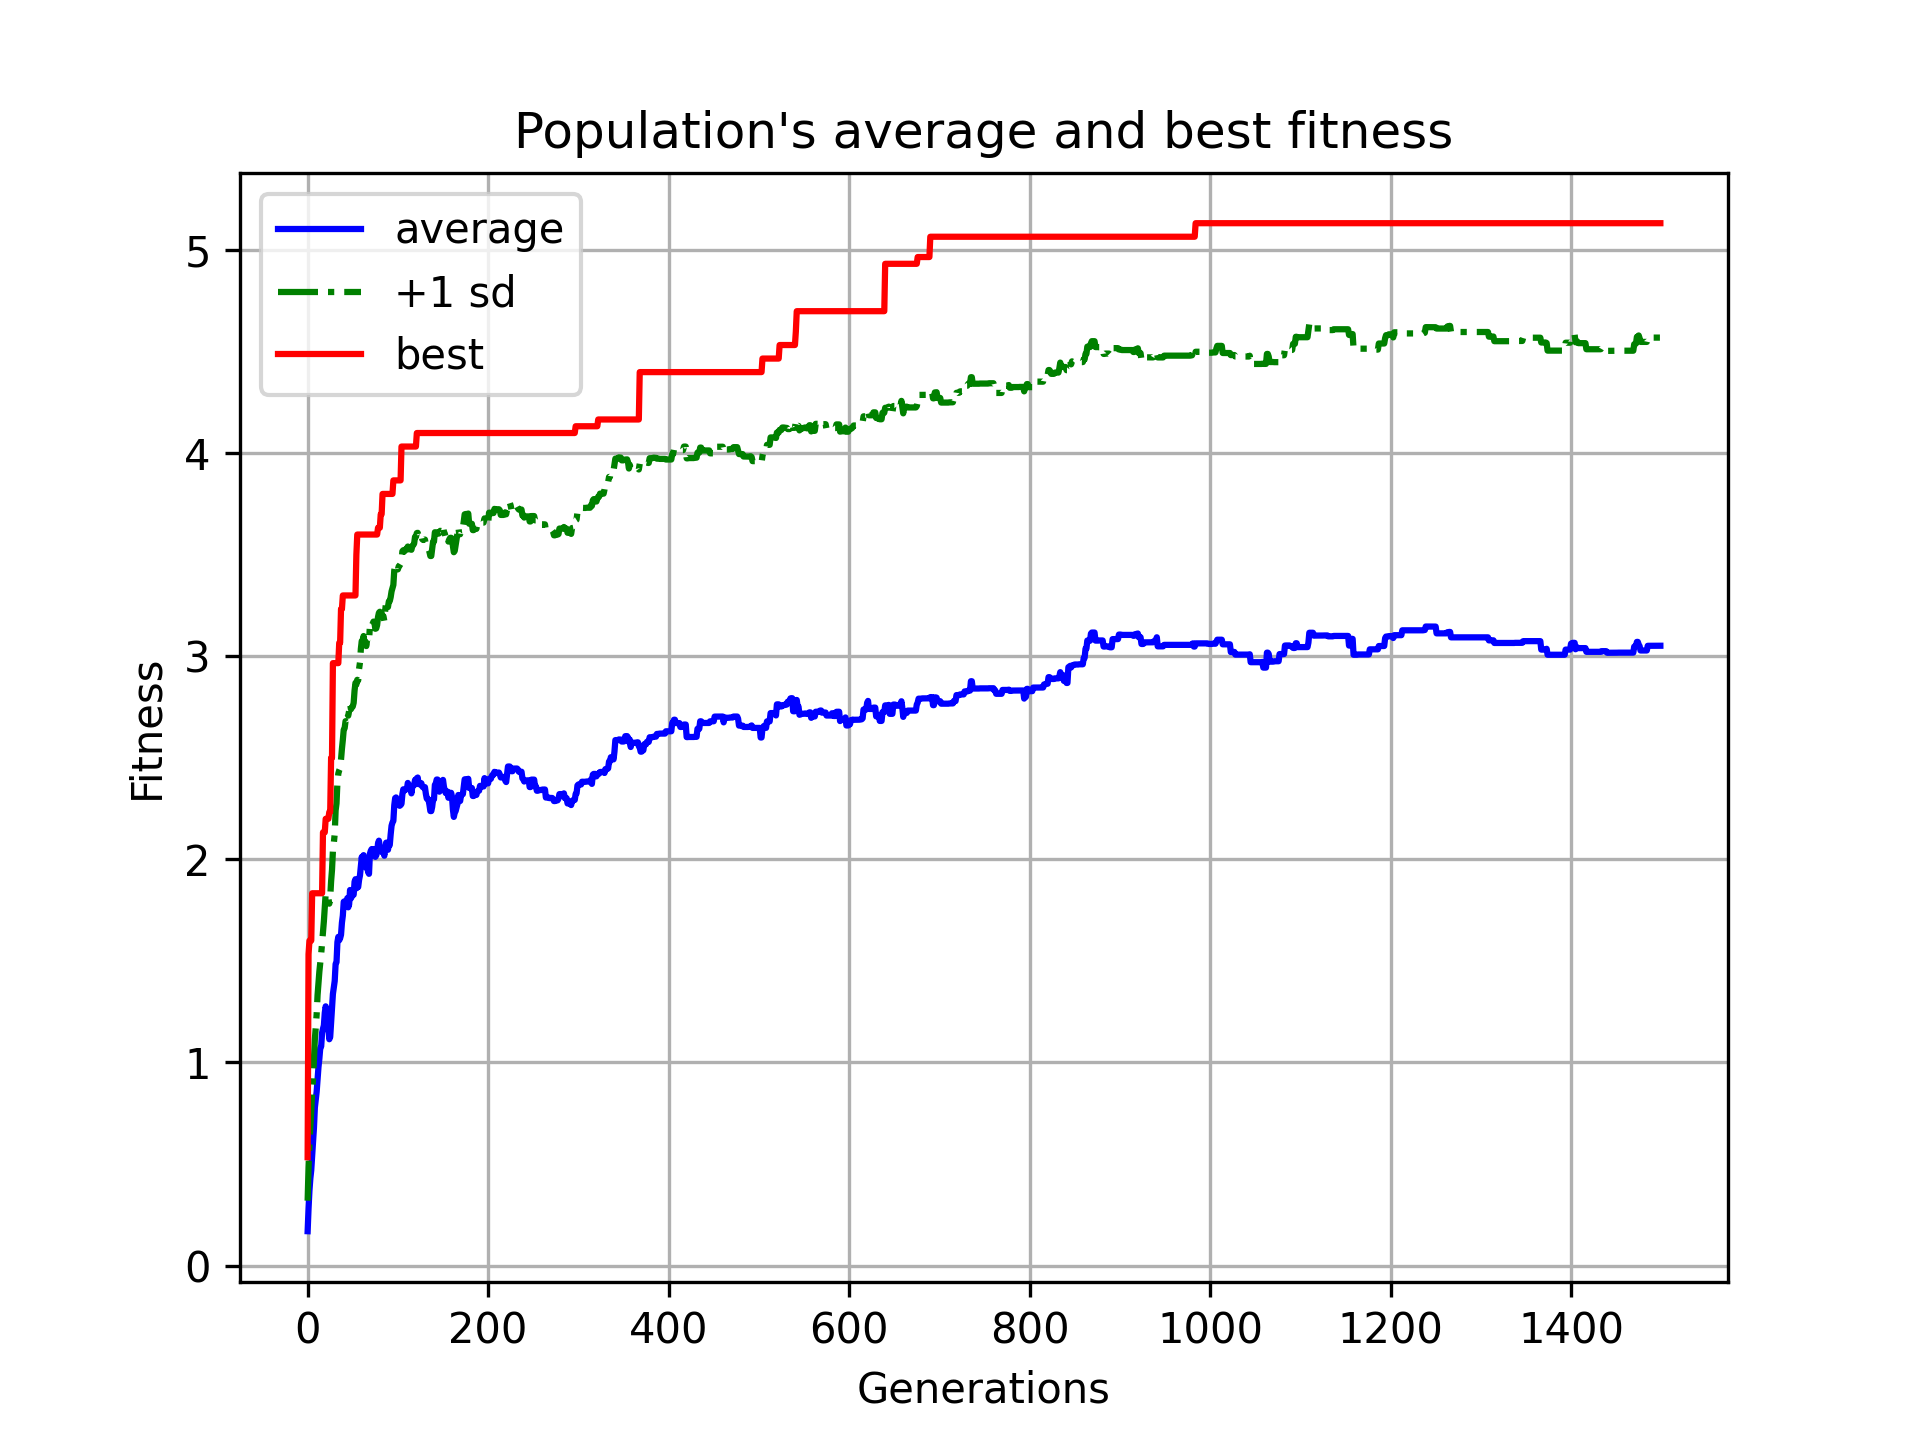 Population's average and best fitness
average
+1 sd
best
Fitness
5
4
3
2
1
0
0 200 400 600 800 1000 1200 1400
Generations